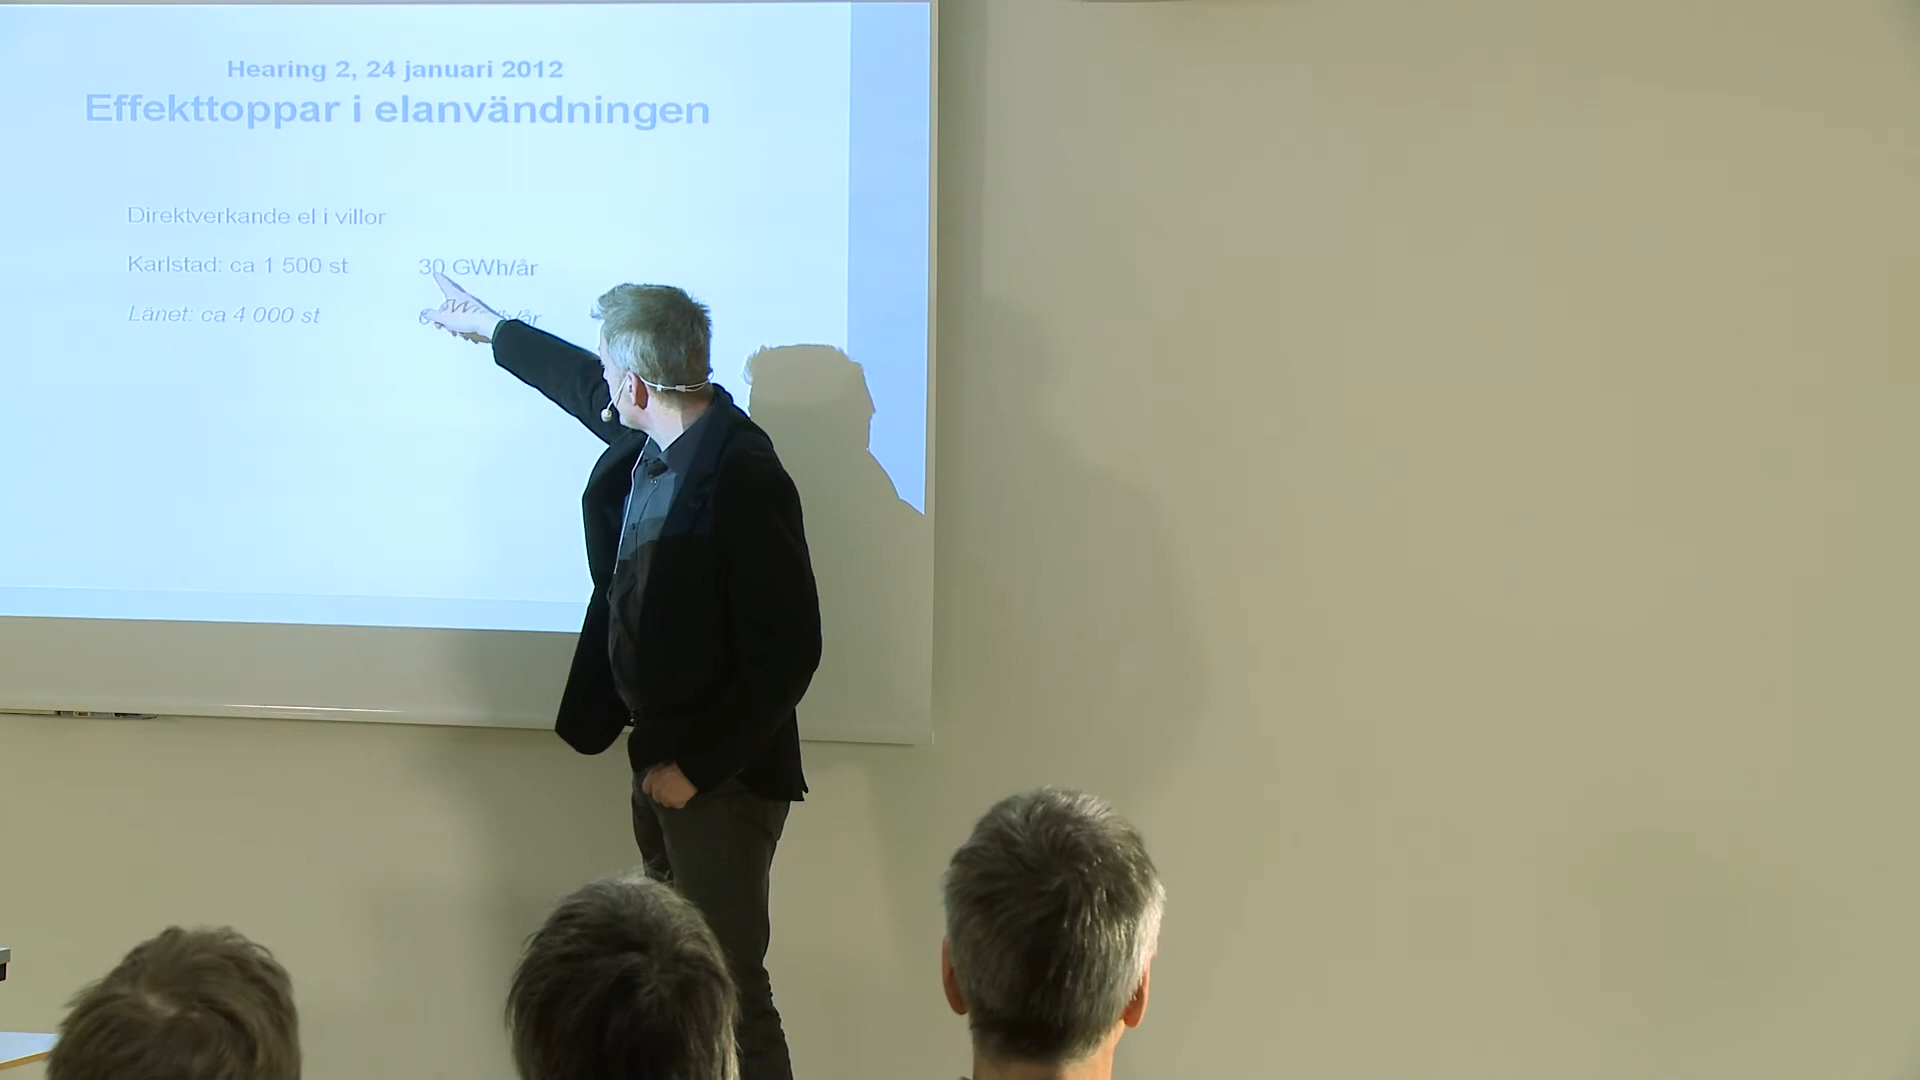 Hearing 2, 24 januari 2012
Effekttoppar i elanvändningen
Direktverkande el i villor
Karlstad: ca 1 500 st 30 GWh/år
Länet: ca 4 000 st